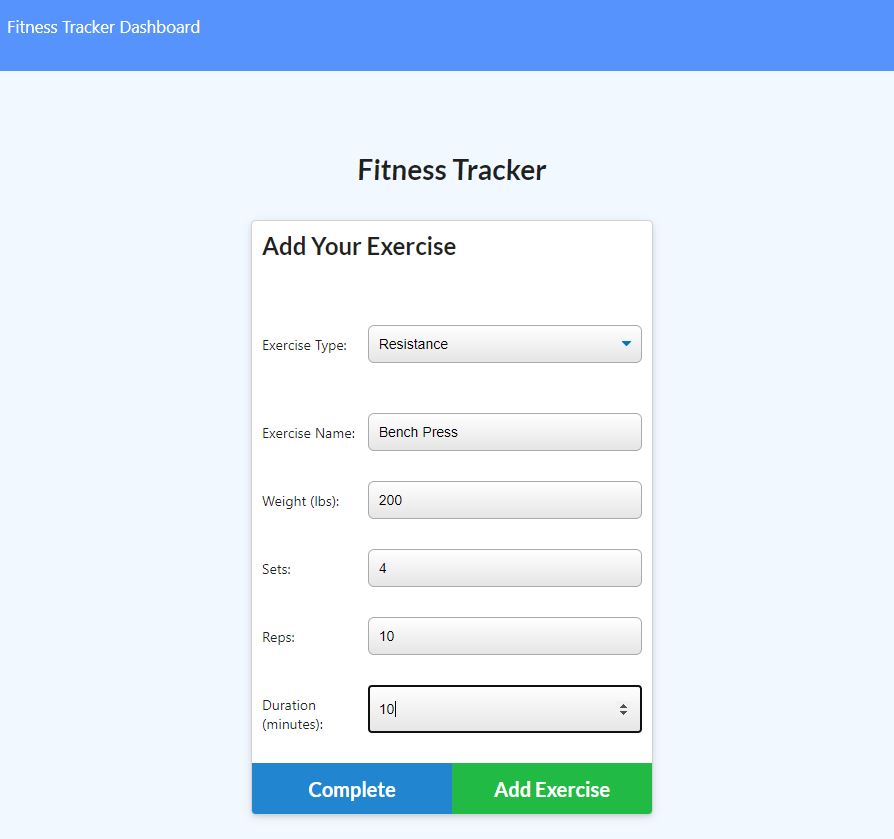 Fitness Tracker Dashboard
Fitness Tracker
Add Your Exercise
Exercise Type: Resistance
Exercise Name: Bench Press
Weight (lbs): 200
Sets: 4
Reps: 10
Duration (minutes): 10
Complete Add Exercise